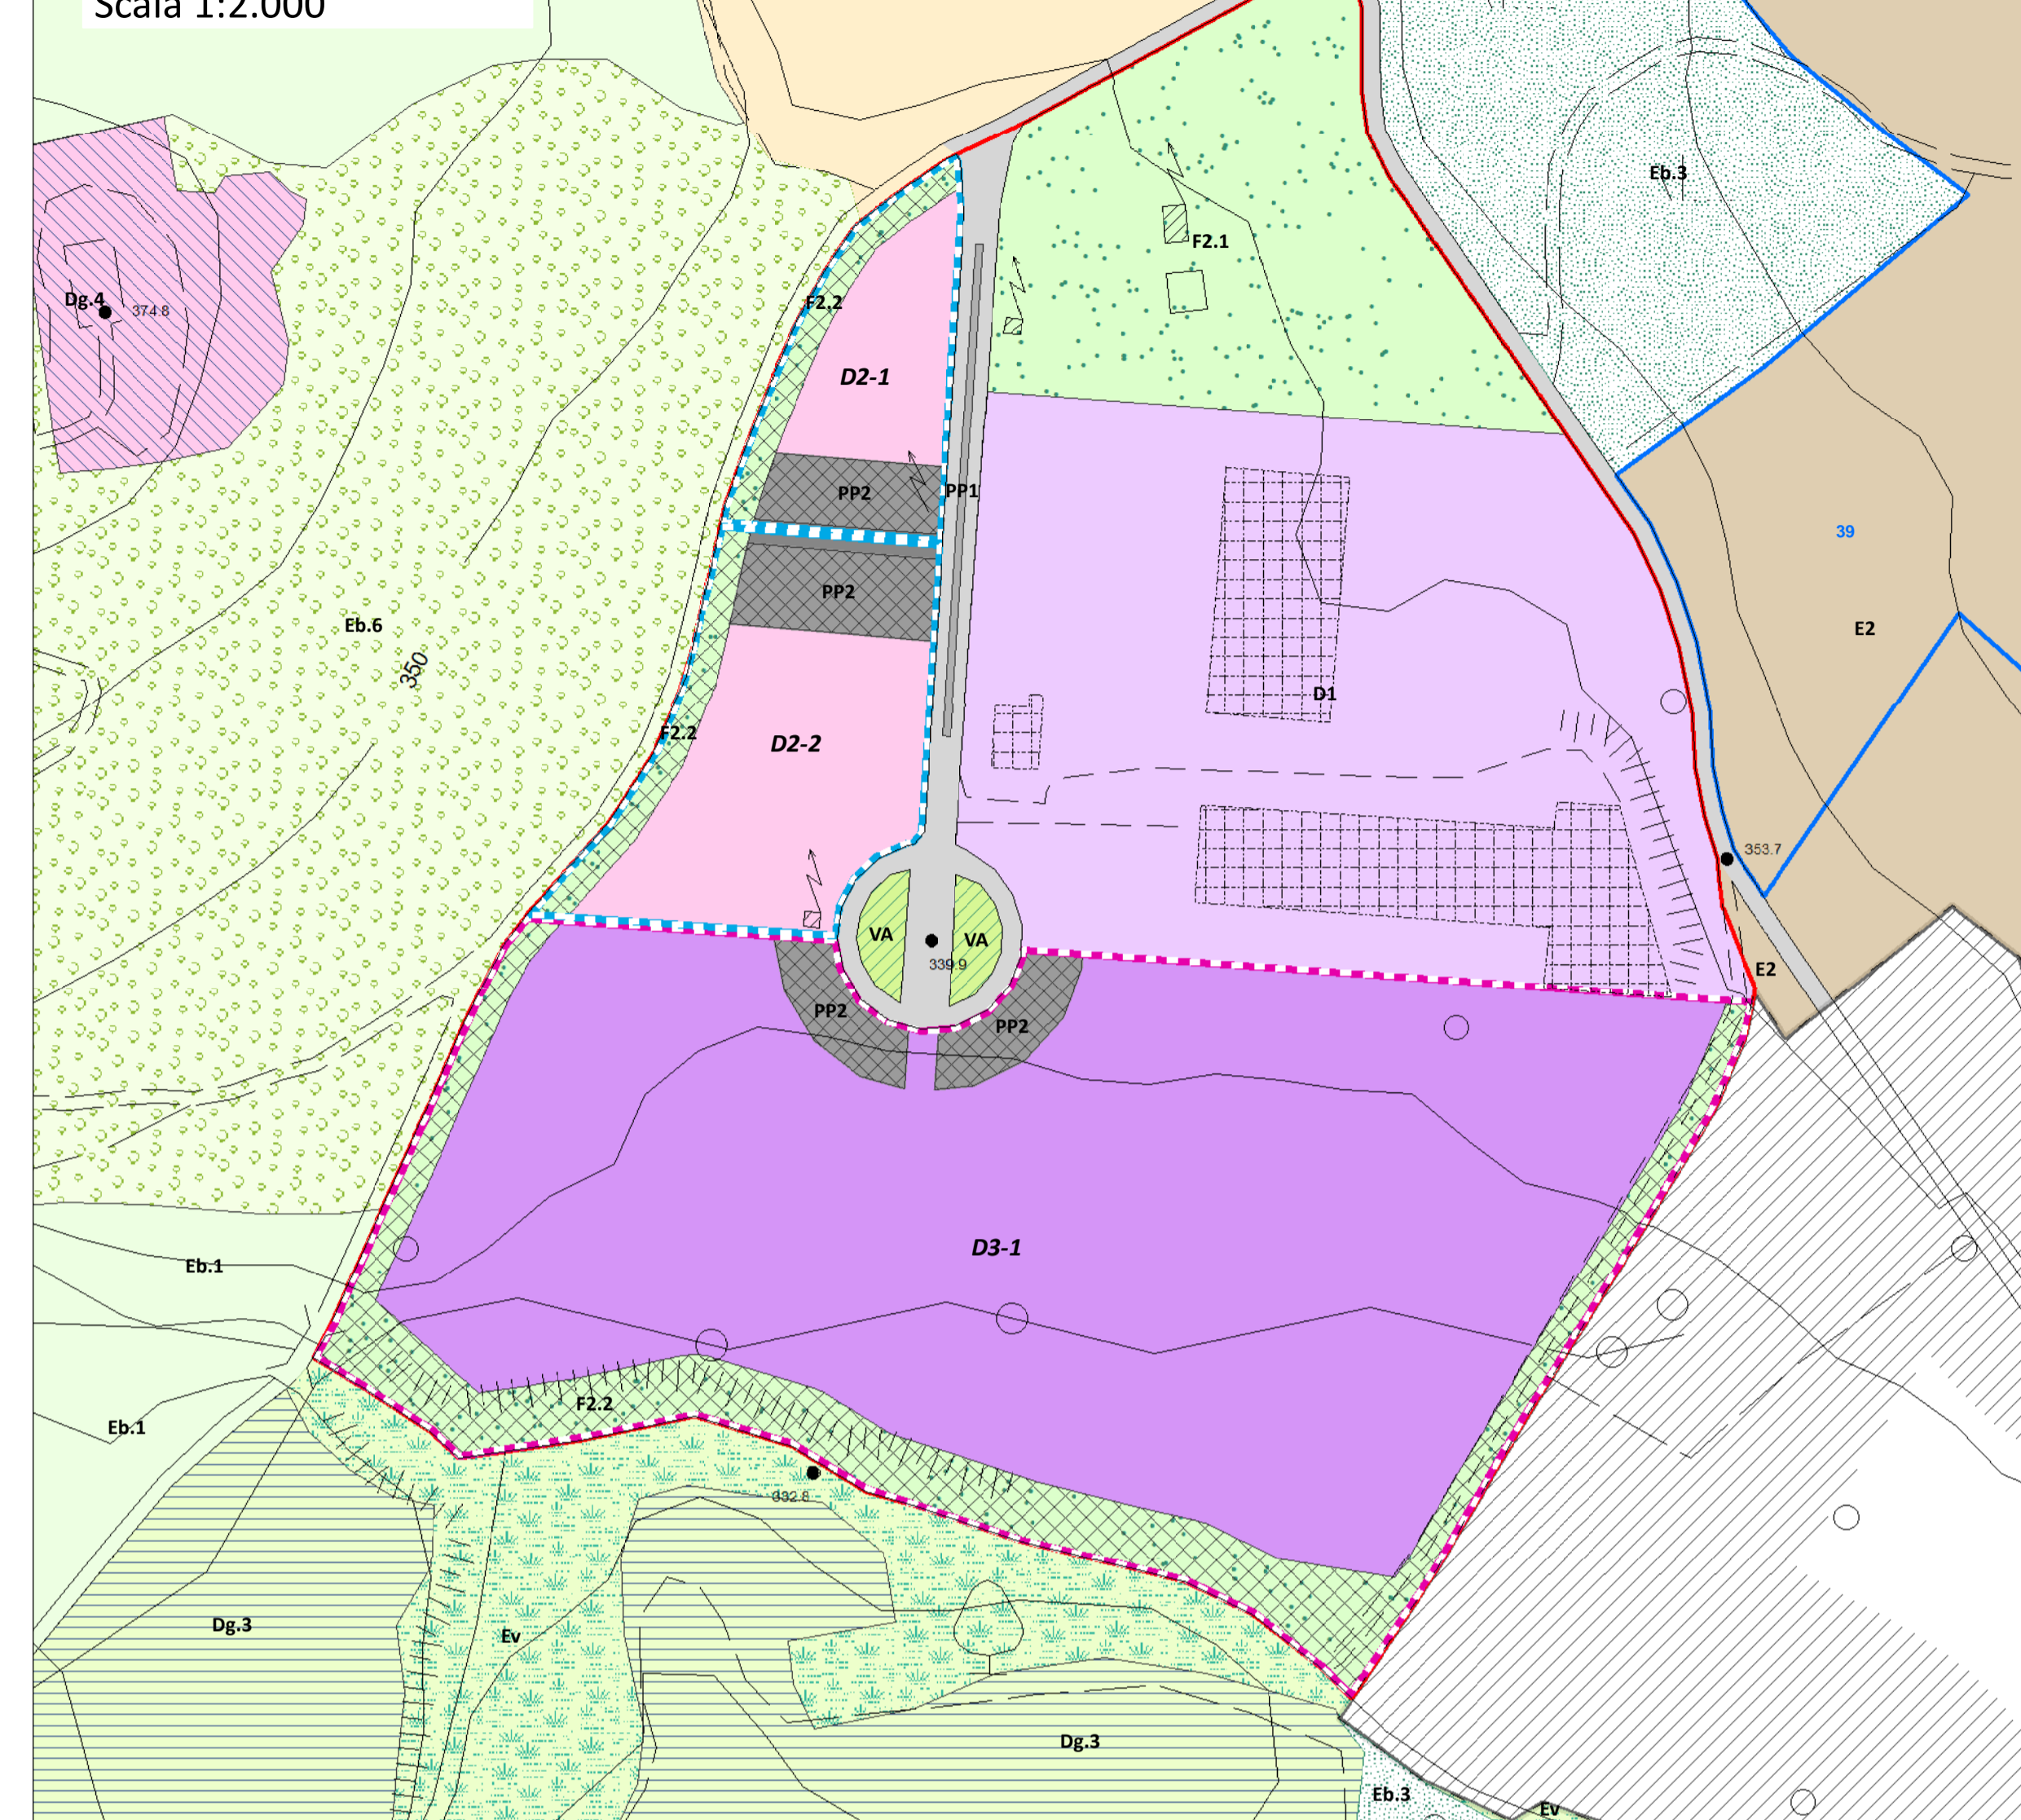 Scala 1:2.000
Eb.3
F2.1
Dg.4
374.8
F2.2
D2-1
PP2
PP1
39
PP2
Eb.6
E2
350
D1
F2.2
D2-2
353.7
VA
VA
339.9
E2
PP2
PP2
D3-1
Eb.1
F2.2
Eb.1
332.8
Dg.3
Ev
Dg.3
Eb.3
Ev